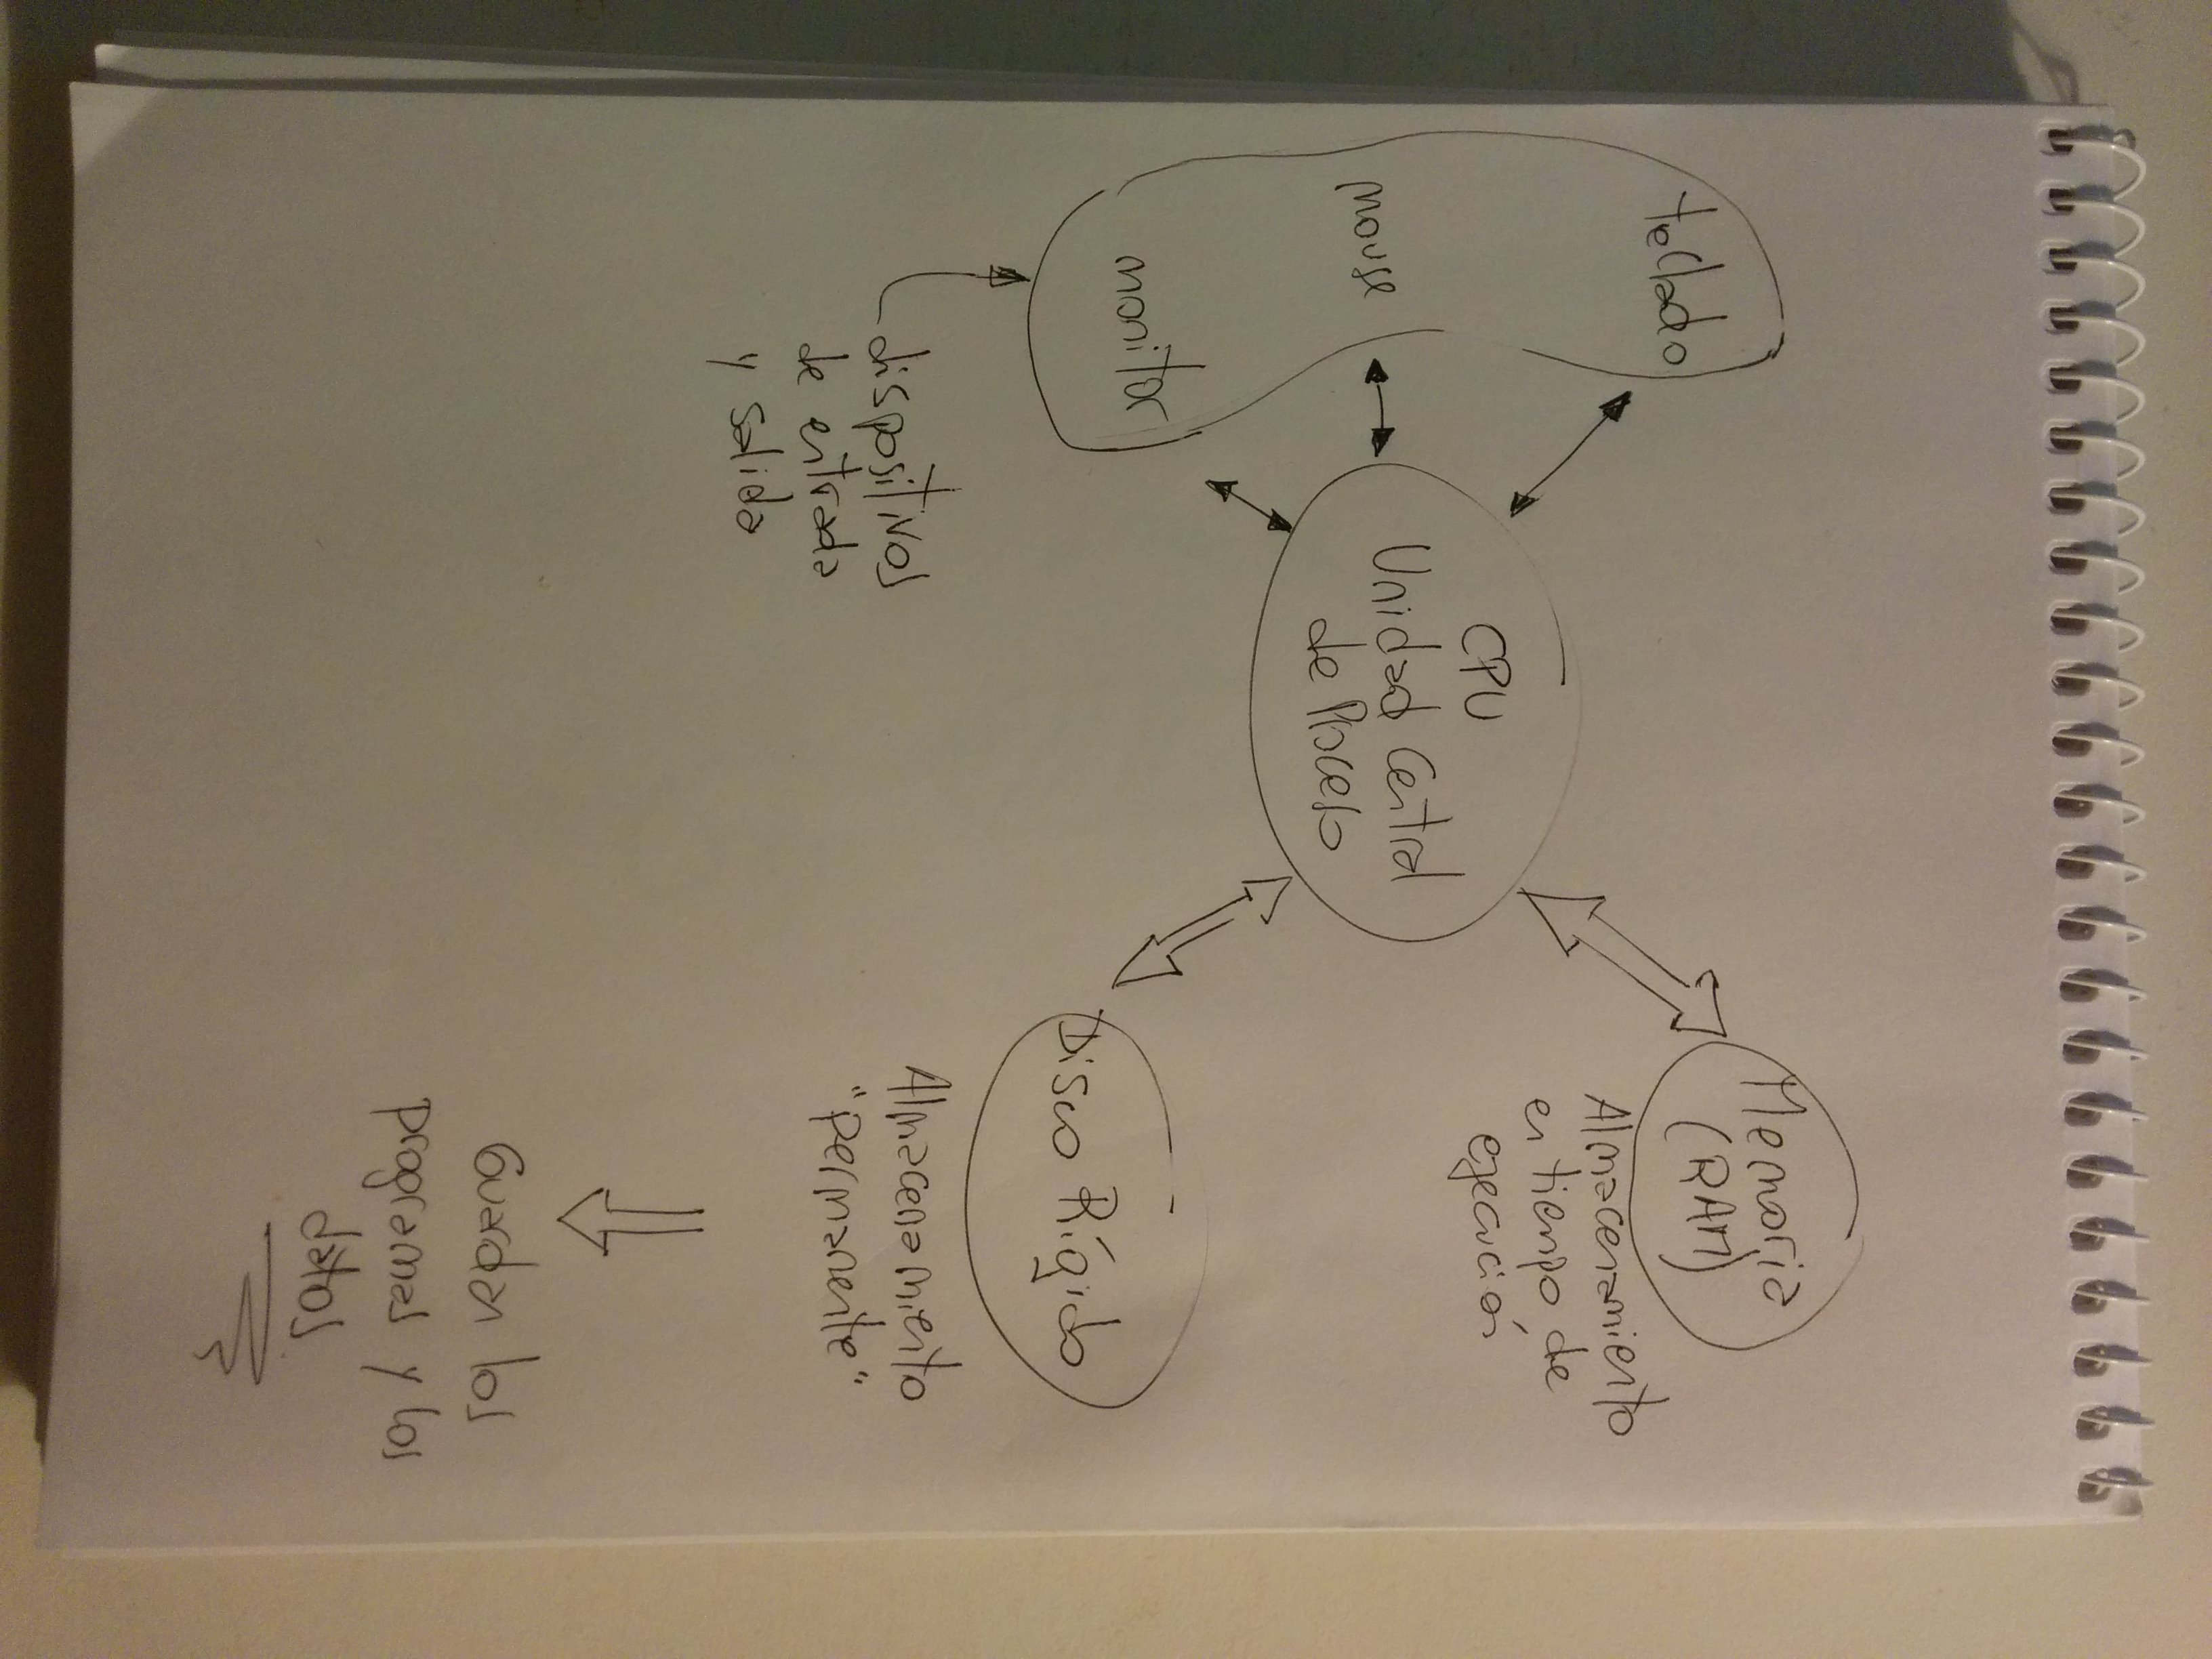 teclado
mouse
monitor
dispositivos
de entrada
y salida
CPU
Unidad Central
de Proceso
Memoria
(RAM)
Almacenamiento
en tiempo de
ejecución
Disco Rígido
Almacenamiento
"permanente"
Guardar los
programas y los
datos